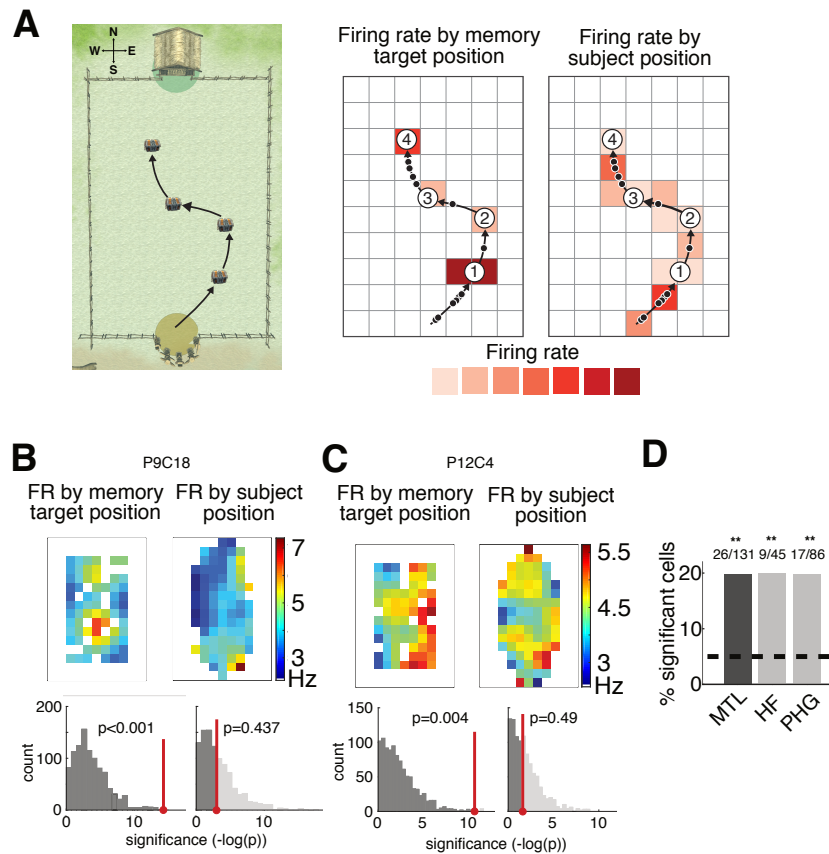 A
N
W E
S
Firing rate by memory
target position
Firing rate by
subject position
4
3
2
1
4
3
2
1
Firing rate
B
P9C18
FR by memory
target position
FR by subject
position
7
5
3
Hz
200
100
0
count
p<0.001
p=0.437
0 10 0 10
significance (-log(p))
C
P12C4
FR by memory
target position
FR by subject
position
5.5
4.5
3
Hz
150
100
50
0
count
p=0.004
p=0.49
0 5 10 0 5 10
significance (-log(p))
D
** ** **
26/131 9/45 17/86
20
10
0
% significant cells
MTL HF PHG